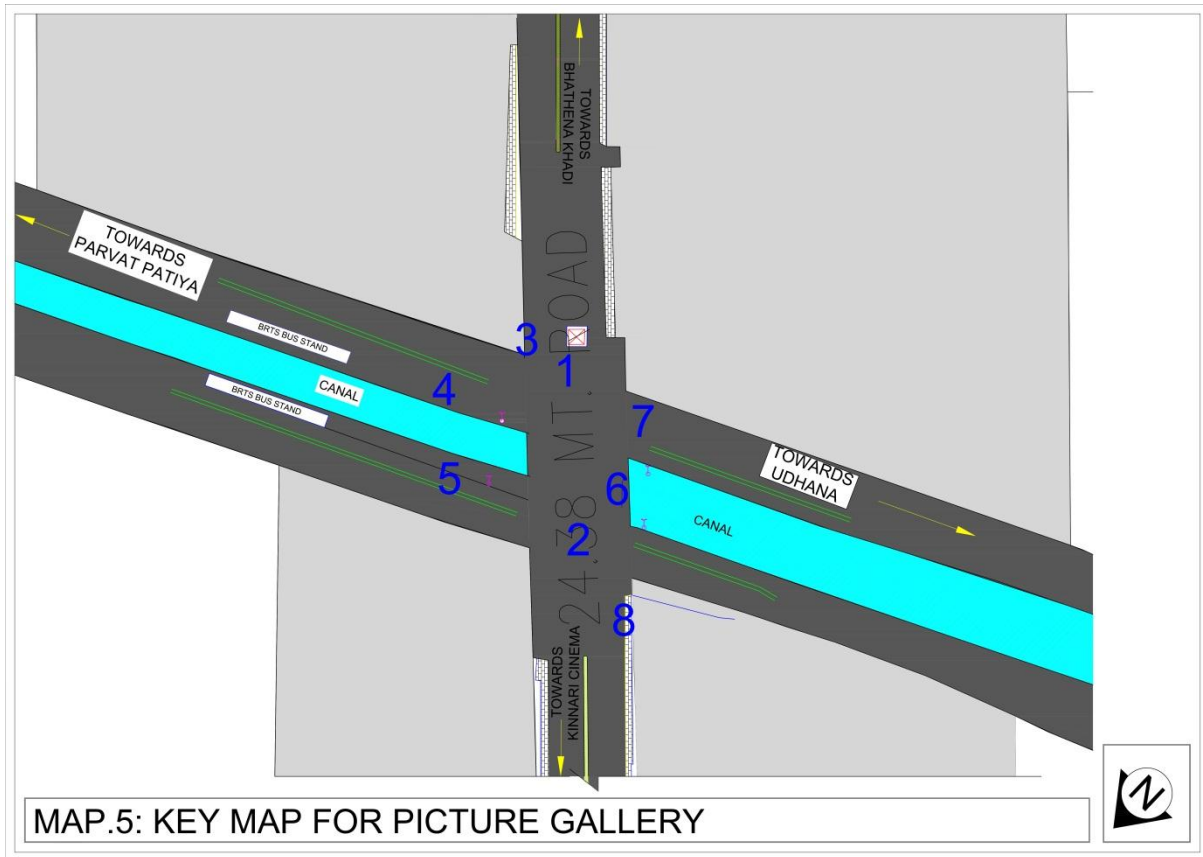 TOWARDS
BHATHENA KHADI
TOWARDS
PARVAT PATIYA
24.38 MT. ROAD
BRTS BUS STAND
3
1
CANAL
4
BRTS BUS STAND
7
5
6
TOWARDS
UDHANA
CANAL
2
8
TOWARDS
KINNARI CINEMA
N
MAP.5: KEY MAP FOR PICTURE GALLERY